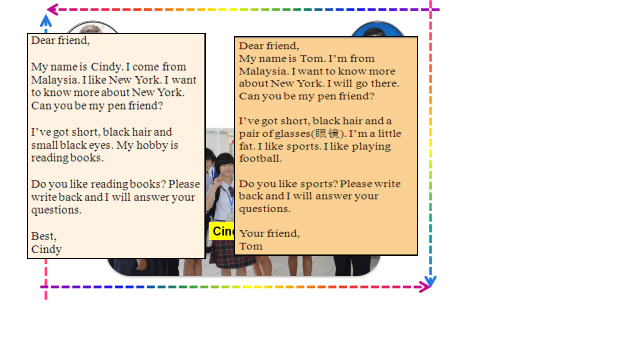 Dear friend,
My name is Cindy. I come from
Malaysia. I like New York. I want
to know more about New York.
Can you be my pen friend?
I've got short, black hair and
small black eyes. My hobby is
reading books.
Do you like reading books? Please
write back and I will answer your
questions.
Best,
Cindy
Dear friend,
My name is Tom. I'm from
Malaysia. I want to know more
about New York. I will go there.
Can you be my pen friend?
I've got short, black hair and a
pair of glasses(眼镜). I'm a little
fat. I like sports. I like playing
football.
Do you like sports? Please write
back and I will answer your
questions.
Your friend,
Tom